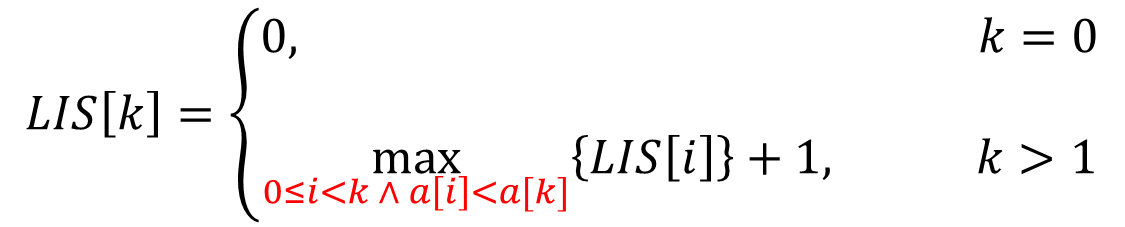 0, k = 0
LIS[k] = {
max {LIS[i]} + 1, k > 1
0≤i<k ∧ a[i]<a[k]